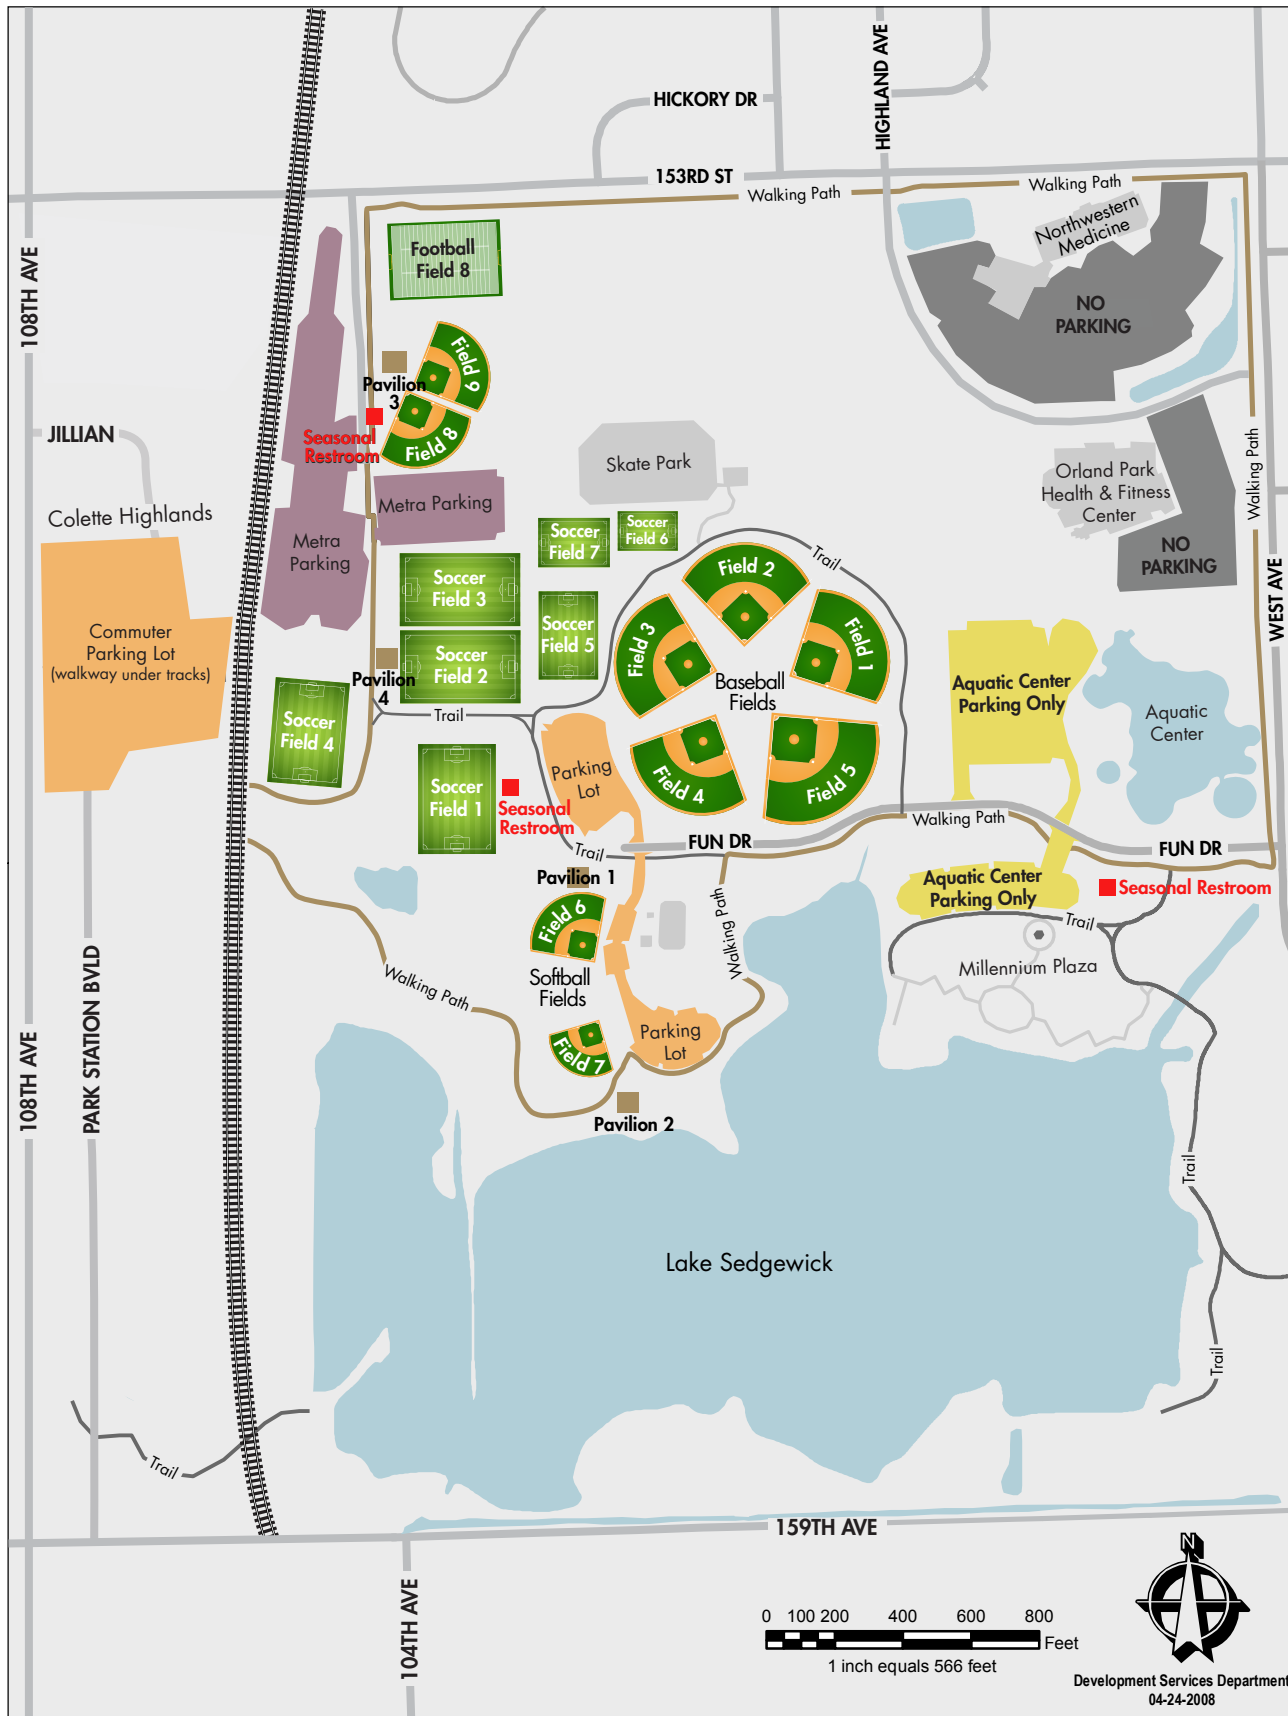 HICKORY DR
HIGHLAND AVE
153RD ST
Walking Path
Walking Path
Northwestern
Medicine
NO
PARKING
108TH AVE
Football
Field 8
Field 9
Pavilion
3
Field 8
Seasonal
Restroom
JILLIAN
Colette Highlands
Metra Parking
Metra
Parking
Skate Park
Orland Park
Health & Fitness
Center
NO
PARKING
Walking Path
WEST AVE
Soccer
Field 7
Soccer
Field 6
Trail
Soccer
Field 3
Soccer
Field 5
Soccer
Field 2
Pavilion
4
Commuter
Parking Lot
(walkway under tracks)
Soccer
Field 4
Trail
Field 2
Field 3
Field 1
Baseball
Fields
Field 4
Field 5
Aquatic Center
Parking Only
Aquatic
Center
Parking
Lot
Soccer
Field 1
Seasonal
Restroom
Walking Path
FUN DR
FUN DR
Trail
Pavilion 1
Aquatic Center
Parking Only
Seasonal Restroom
Trail
Field 6
Walking Path
Millennium Plaza
Softball
Fields
Walking Path
Parking
Lot
Field 7
Pavilion 2
108TH AVE
PARK STATION BVLD
Trail
Lake Sedgewick
Trail
Trail
159TH AVE
104TH AVE
N
0 100 200 400 600 800
Feet
1 inch equals 566 feet
Development Services Department
04-24-2008